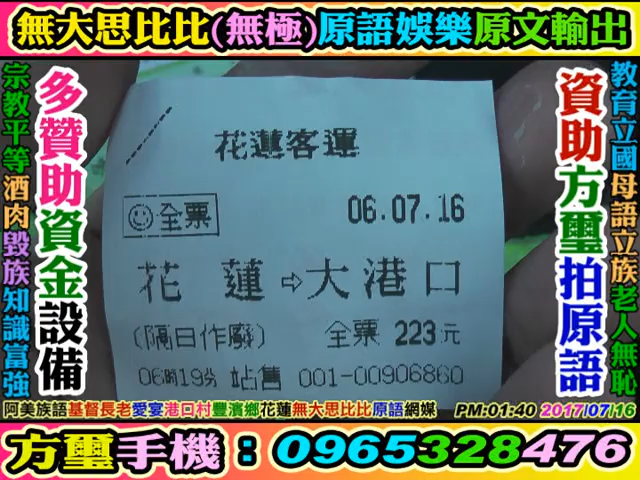 無大思比比(無極)原語娛樂原文輸出
宗教平等酒肉毀族知識富強
多贊助資金設備
花蓮客運
☺全票 06.07.16
花蓮⇨大港口
(隔日作廢) 全票 223元
06時19分 站售 001-00906860
資助方璽拍原語
教育立國母語立族老人無恥
阿美族語基督長老愛宴港口村豐濱鄉花蓮無大思比比原語網媒 PM:01:40 2017/07/16
方璽手機：0965328476